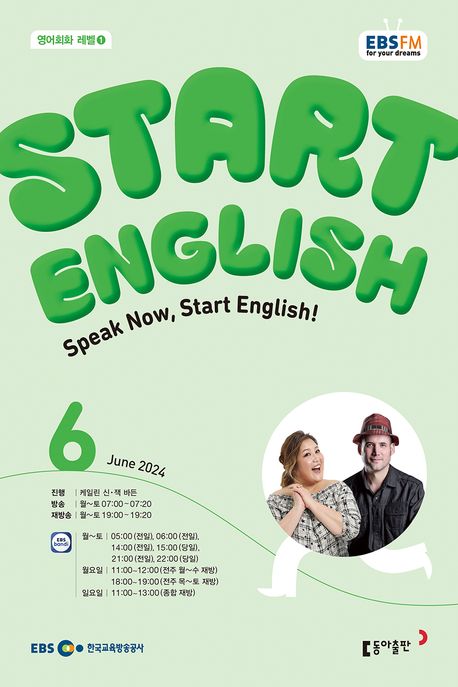 영어회화 레벨 1
EBS FM
for your dreams
START
ENGLISH
Speak Now, Start English!
6
June 2024
진행 | 케일린 신·잭 바든
방송 | 월~토 07:00~07:20
재방송 | 월~토 19:00~19:20
EBS
bandi
월~토 | 05:00 (전일), 06:00 (전일),
14:00 (전일), 15:00 (당일),
21:00 (전일), 22:00 (당일)
월요일 | 11:00~12:00 (전주 월~수 재방)
18:00~19:00 (전주 목~토 재방)
일요일 | 11:00~13:00 (종합 재방)
EBS 한국교육방송공사
동아출판